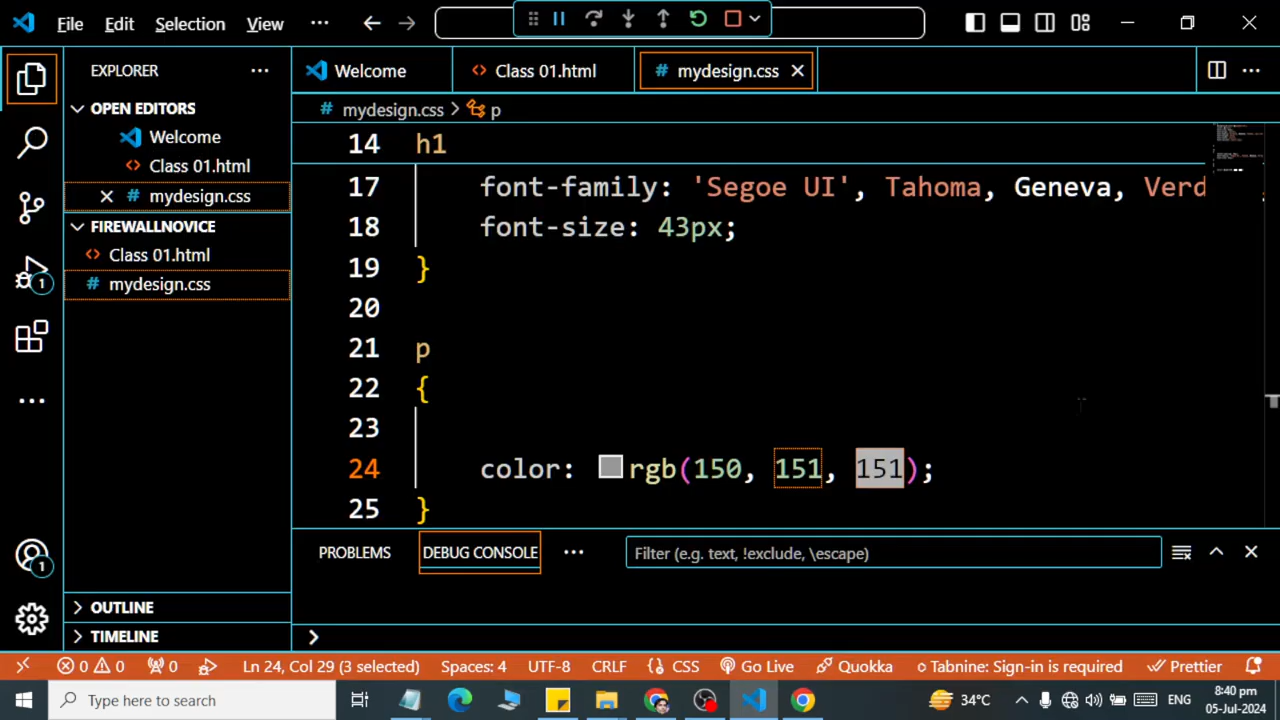 File Edit Selection View ···
EXPLORER ···
OPEN EDITORS
Welcome
Class 01.html
mydesign.css
FIREWALLNOVICE
Class 01.html
mydesign.css
OUTLINE
TIMELINE
1
1
Welcome Class 01.html # mydesign.css
# mydesign.css > p
14 h1
17 font-family: 'Segoe UI', Tahoma, Geneva, Verd
18 font-size: 43px;
19 }
20
21 p
22 {
23
24 color: rgb(150, 151, 151);
25 }
PROBLEMS DEBUG CONSOLE ··· Filter (e.g. text, !exclude, \escape)
0 0 0 Ln 24, Col 29 (3 selected) Spaces: 4 UTF-8 CRLF CSS Go Live Quokka Tabnine: Sign-in is required Prettier
Type here to search 34°C ENG 8:40 pm
05-Jul-2024